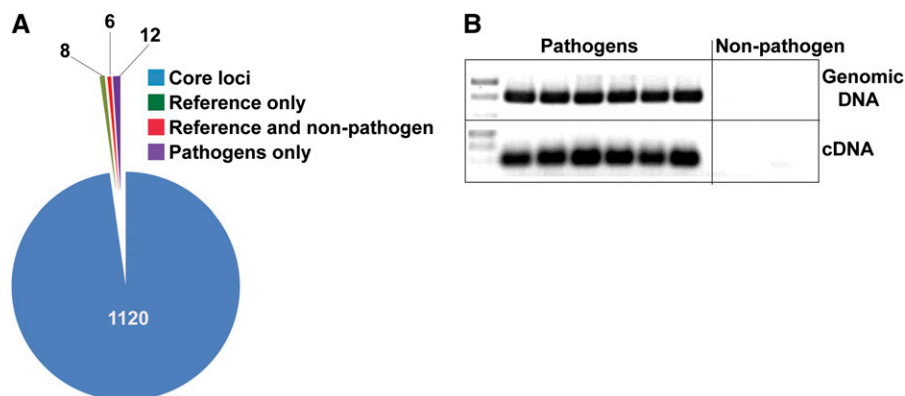 A
8
6
12
Core loci
Reference only
Reference and non-pathogen
Pathogens only
1120
B
Pathogens
Non-pathogen
Genomic
DNA
cDNA